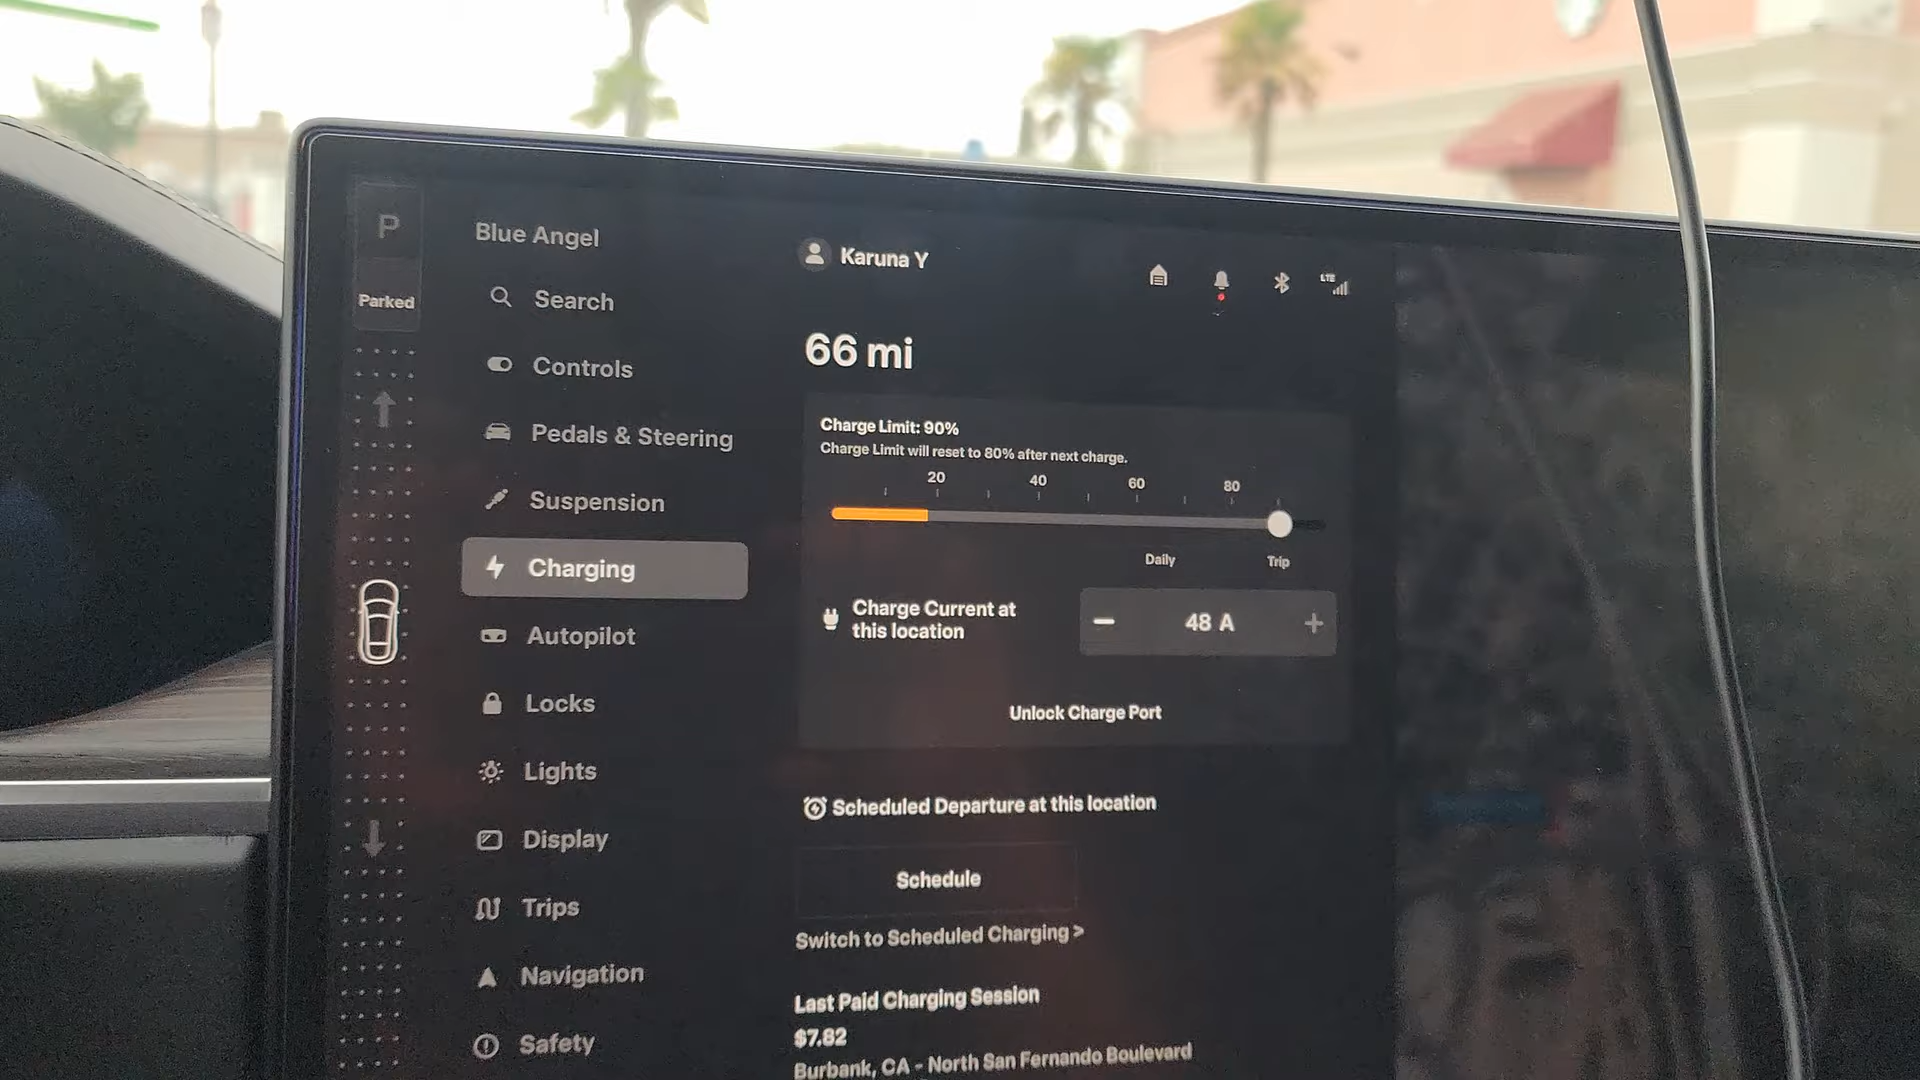 P
Parked
Blue Angel
Search
Controls
Pedals & Steering
Suspension
Charging
Autopilot
Locks
Lights
Display
Trips
Navigation
Safety
Karuna Y
LTE
66 mi
Charge Limit: 90%
Charge Limit will reset to 80% after next charge.
20 40 60 80
Daily Trip
Charge Current at
this location
− 48 A +
Unlock Charge Port
Scheduled Departure at this location
Schedule
Switch to Scheduled Charging >
Last Paid Charging Session
$7.82
Burbank, CA - North San Fernando Boulevard